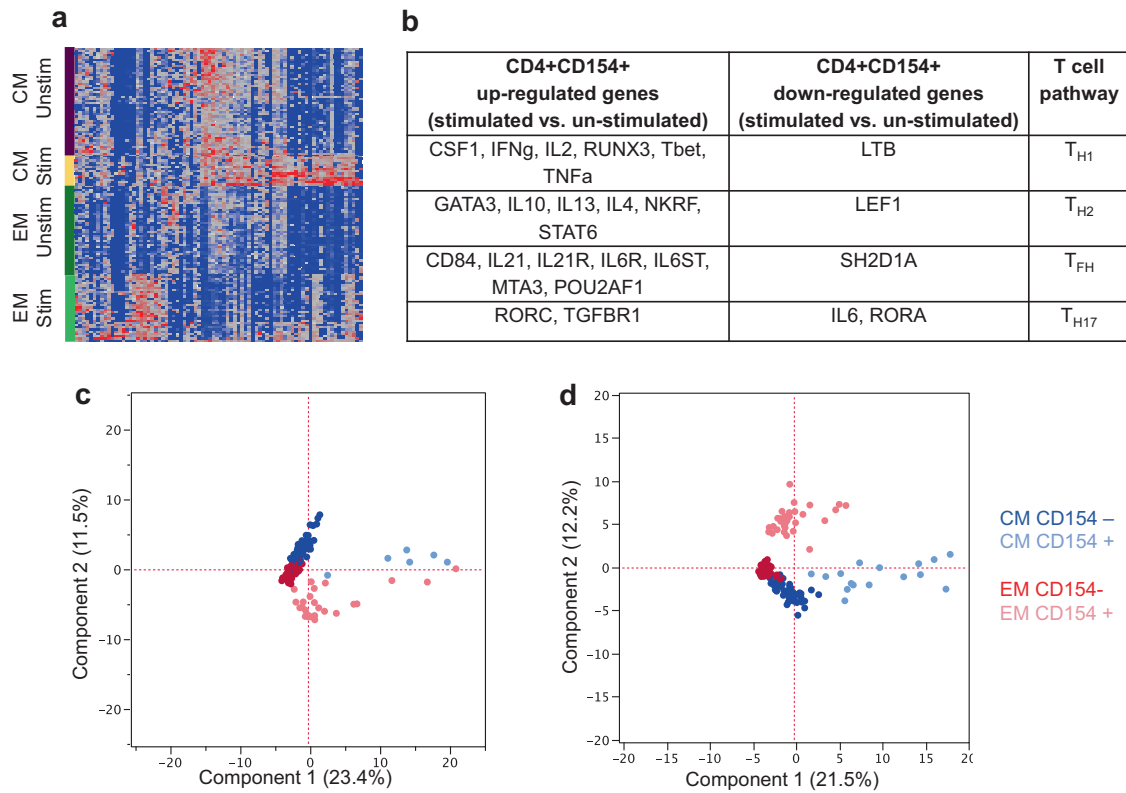 a
CM
Unstim
CM
Stim
EM
Unstim
EM
Stim
b
CD4+CD154+
up-regulated genes
(stimulated vs. un-stimulated)
CD4+CD154+
down-regulated genes
(stimulated vs. un-stimulated)
T cell
pathway
CSF1, IFNg, IL2, RUNX3, Tbet,
TNFa
LTB
TH1
GATA3, IL10, IL13, IL4, NKRF,
STAT6
LEF1
TH2
CD84, IL21, IL21R, IL6R, IL6ST,
MTA3, POU2AF1
SH2D1A
TFH
RORC, TGFBR1
IL6, RORA
TH17
c
20
10
0
−10
−20
Component 2 (11.5%)
−20 −10 0 10 20
Component 1 (23.4%)
d
20
15
10
5
0
−5
−10
−15
−20
Component 2 (12.2%)
−20 −15 −10 −5 0 5 10 15 20
Component 1 (21.5%)
CM CD154 −
CM CD154 +
EM CD154-
EM CD154 +